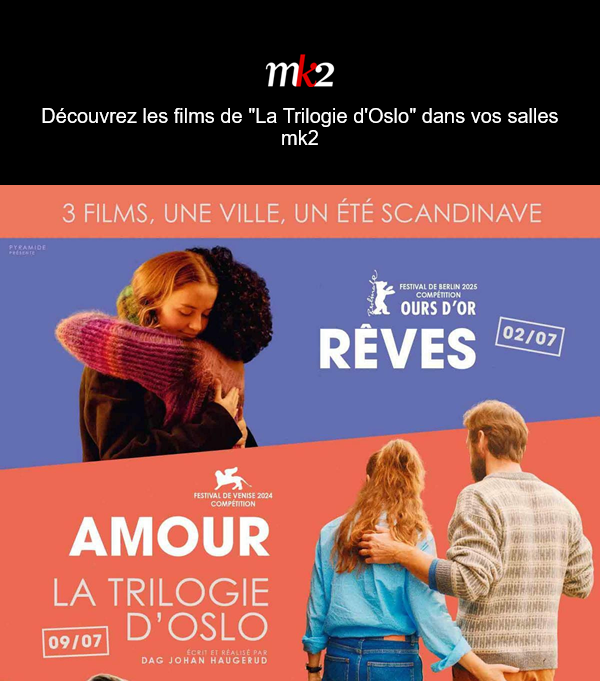 mk2
Découvrez les films de "La Trilogie d'Oslo" dans vos salles
mk2
3 FILMS, UNE VILLE, UN ÉTÉ SCANDINAVE
PYRAMIDE
PRÉSENTE
FESTIVAL DE BERLIN 2025
COMPÉTITION
OURS D'OR
RÊVES
02/07
FESTIVAL DE VENISE 2024
COMPÉTITION
AMOUR
LA TRILOGIE
D'OSLO
09/07
ÉCRIT ET RÉALISÉ PAR
DAG JOHAN HAUGERUD